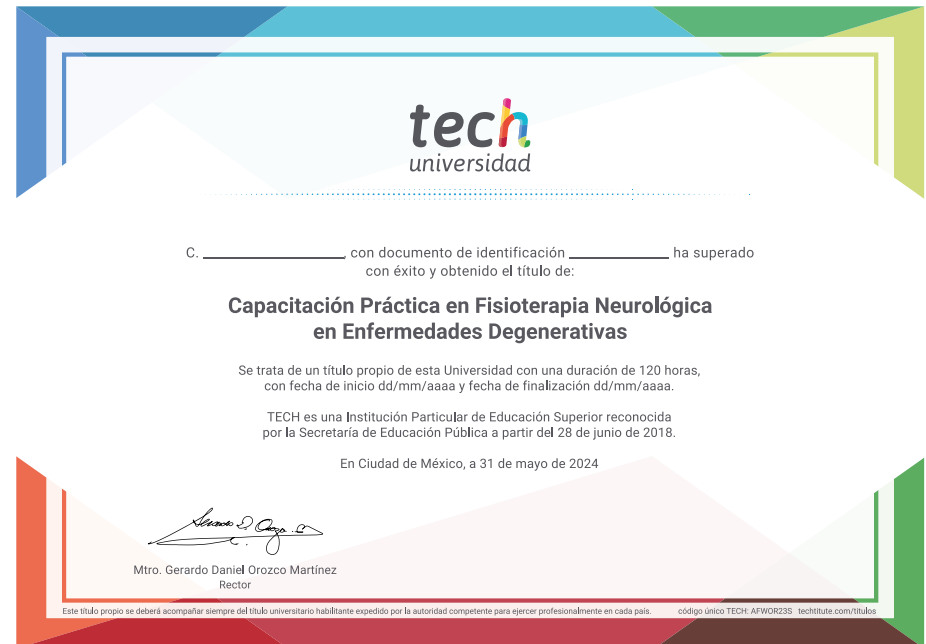 tech
universidad
C. ____________, con documento de identificación ____________ ha superado
con éxito y obtenido el título de:
Capacitación Práctica en Fisioterapia Neurológica
en Enfermedades Degenerativas
Se trata de un título propio de esta Universidad con una duración de 120 horas,
con fecha de inicio dd/mm/aaaa y fecha de finalización dd/mm/aaaa.
TECH es una Institución Particular de Educación Superior reconocida
por la Secretaría de Educación Pública a partir del 28 de junio de 2018.
En Ciudad de México, a 31 de mayo de 2024
Mtro. Gerardo Daniel Orozco Martínez
Rector
Este título propio se deberá acompañar siempre del título universitario habilitante expedido por la autoridad competente para ejercer profesionalmente en cada país. código único TECH: AFWOR23S techtitute.com/titulos